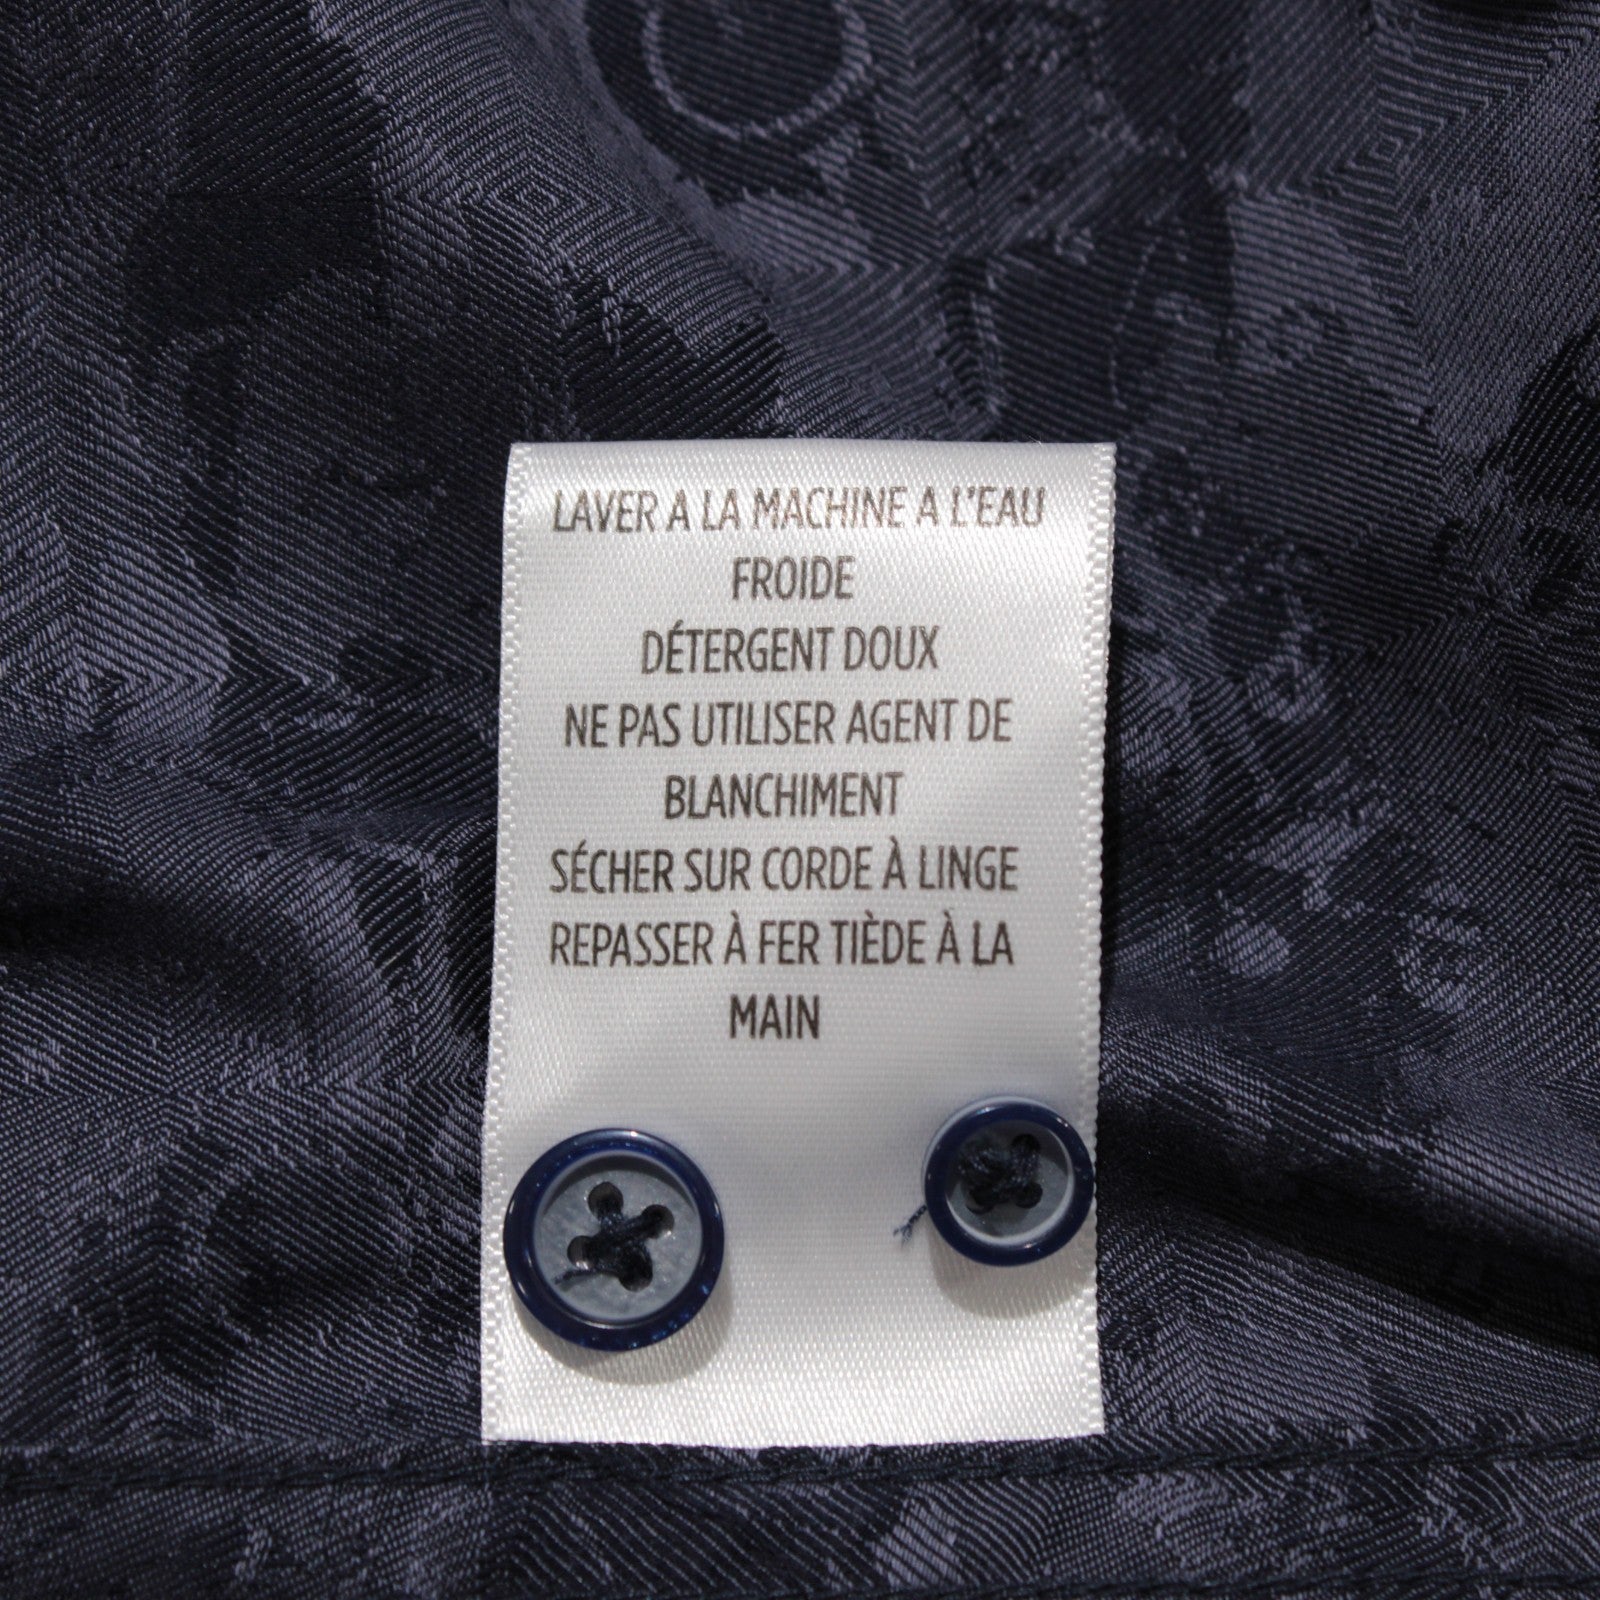 LAVER A LA MACHINE A L'EAU
FROIDE
DÉTERGENT DOUX
NE PAS UTILISER AGENT DE
BLANCHIMENT
SÉCHER SUR CORDE À LINGE
REPASSER À FER TIÈDE À LA
MAIN